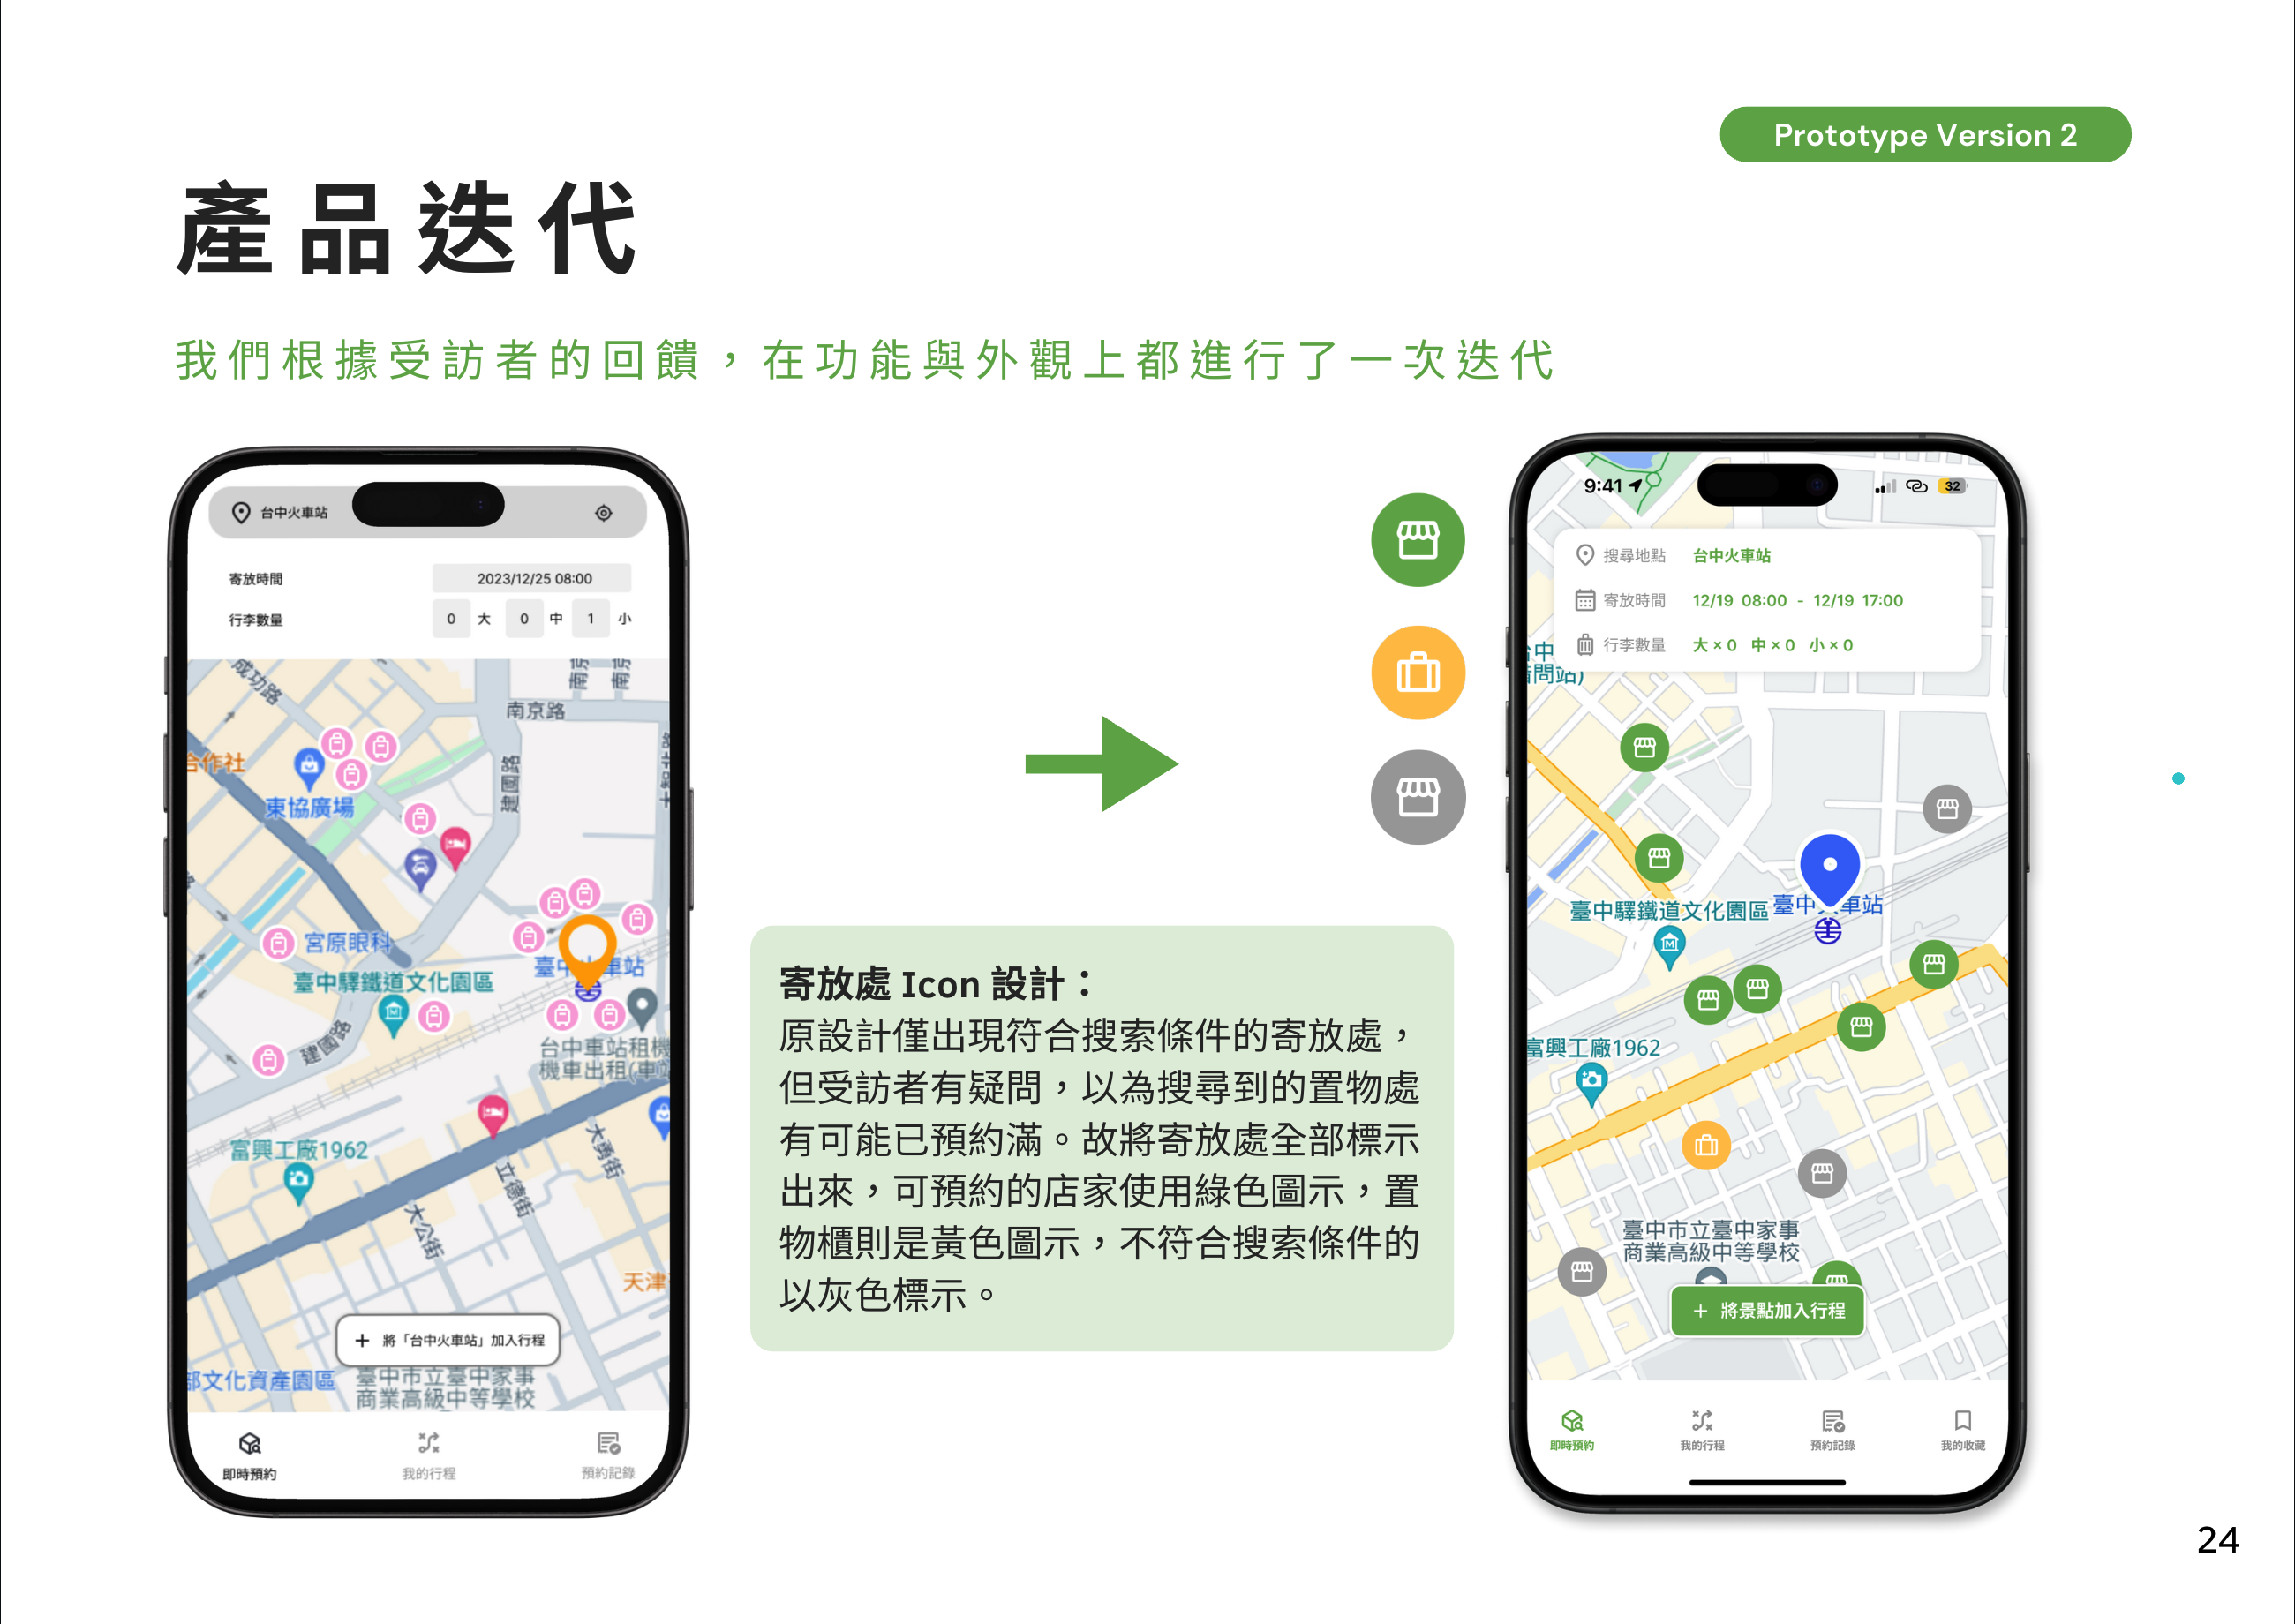 Prototype Version 2
產品迭代
我們根據受訪者的回饋，在功能與外觀上都進行了一次迭代
台中火車站
寄放時間
2023/12/25 08:00
行李數量
0 大 0 中 1 小
成功路
南京
南京
南京路
合作社
建國路
東協廣場
宮原眼科
臺中驛鐵道文化園區
建國路
台中車站租機
機車出租(車
富興工廠1962
大勇街
立德街
大公街
天津
+ 將「台中火車站」加入行程
部文化資產園區
臺中市立臺中家事
商業高級中等學校
即時預約
我的行程
預約記錄
寄放處 Icon 設計：
原設計僅出現符合搜索條件的寄放處，
但受訪者有疑問，以為搜尋到的置物處
有可能已預約滿。故將寄放處全部標示
出來，可預約的店家使用綠色圖示，置
物櫃則是黃色圖示，不符合搜索條件的
以灰色標示。
9:41
32
搜尋地點 台中火車站
寄放時間 12/19 08:00 - 12/19 17:00
行李數量 大×0 中×0 小×0
臺中驛鐵道文化園區
富興工廠1962
臺中市立臺中家事
商業高級中等學校
+ 將景點加入行程
即時預約
我的行程
預約記錄
我的收藏
24